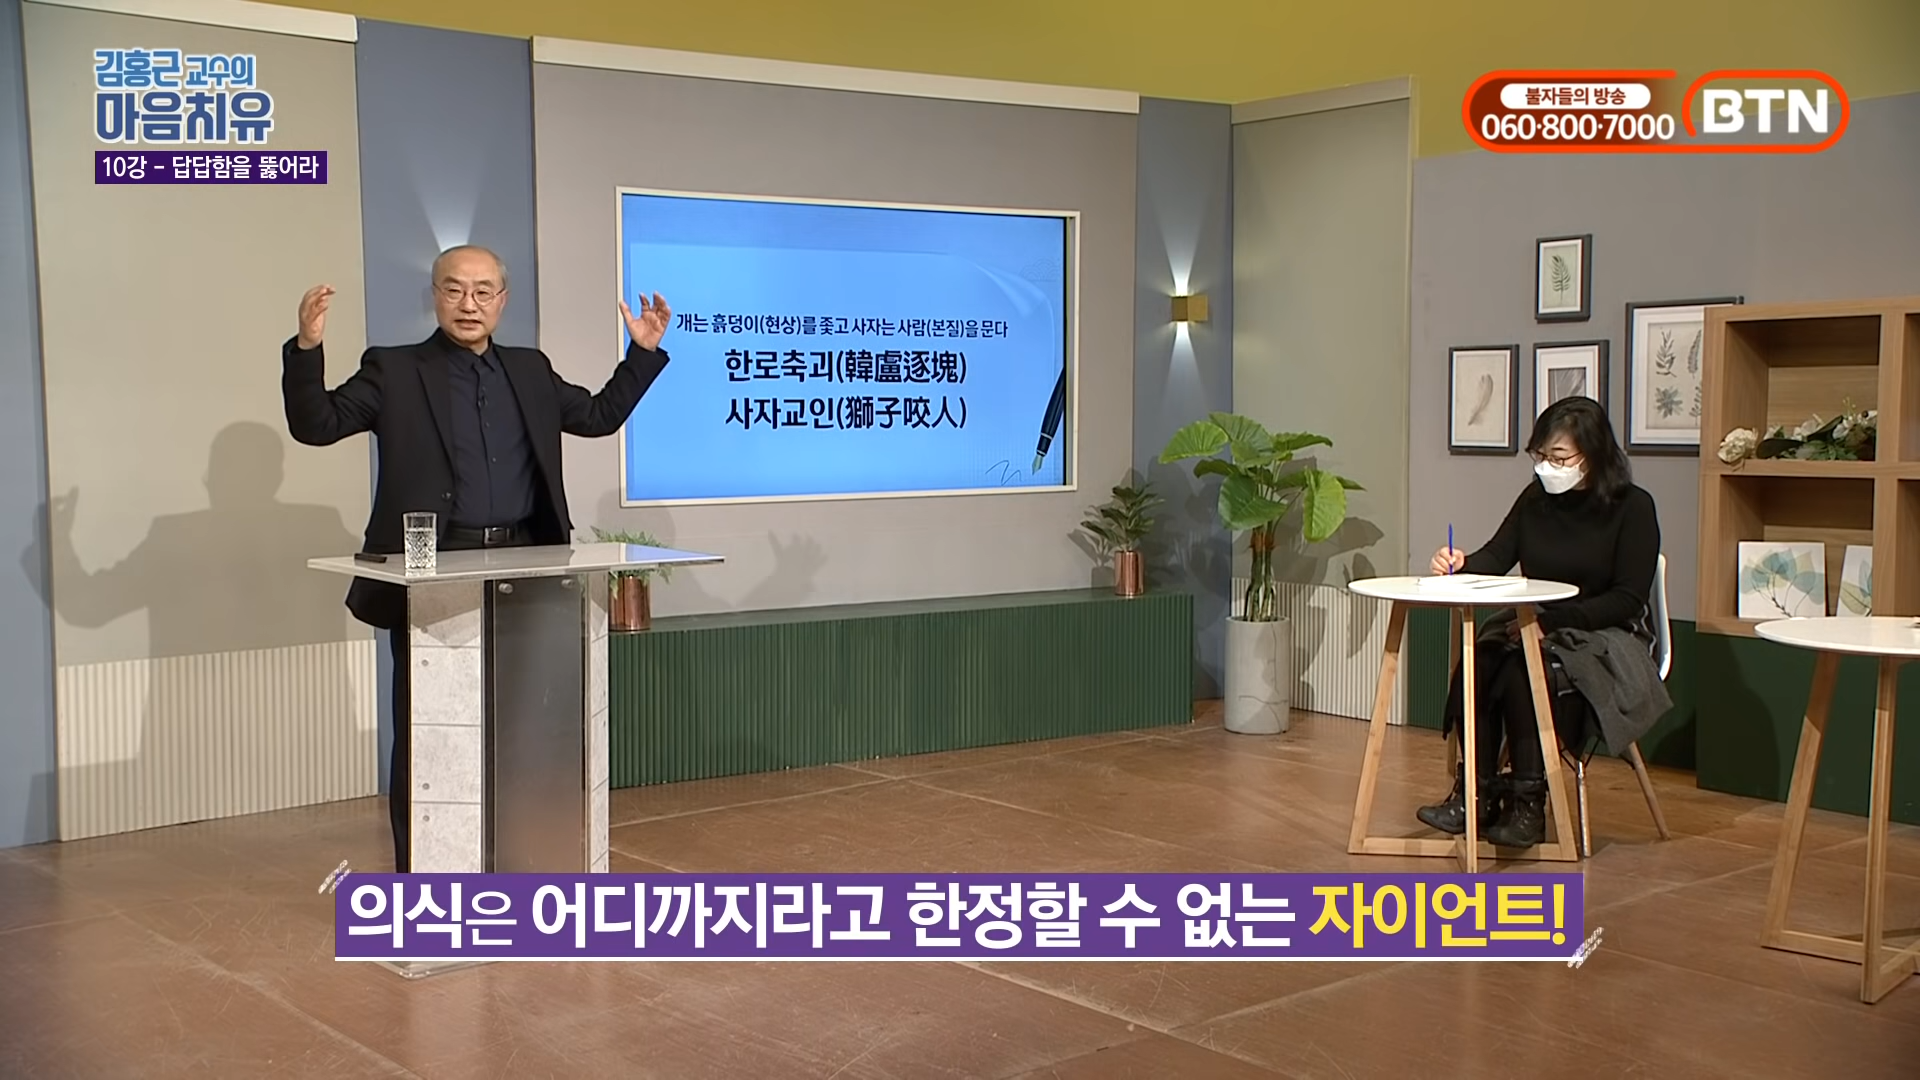 김홍근 교수의
마음치유
10강 - 답답함을 뚫어라
불자들의 방송
060·800·7000
BTN
개는 흙덩이(현상)를 좇고 사자는 사람(본질)을 문다
한로축괴(韓盧逐塊)
사자교인(獅子咬人)
의식은 어디까지라고 한정할 수 없는 자이언트!